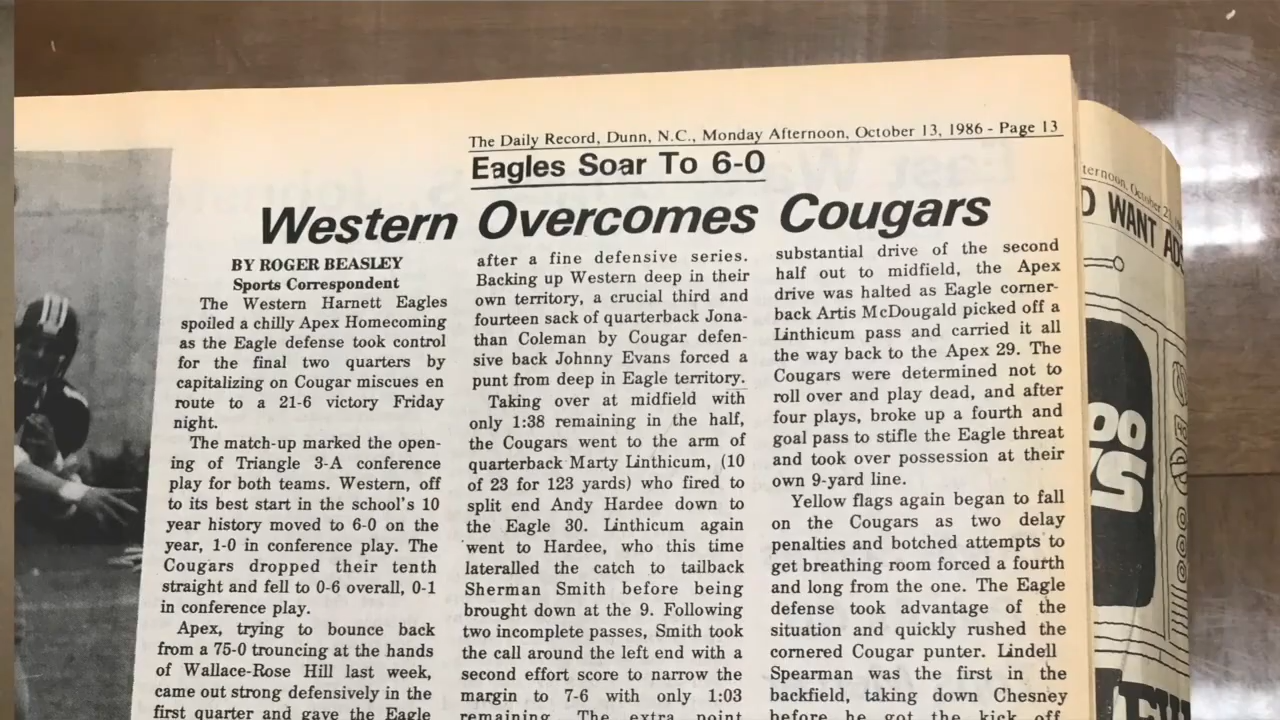 The Daily Record, Dunn, N.C., Monday Afternoon, October 13, 1986 - Page 13
Eagles Soar To 6-0
Western Overcomes Cougars
BY ROGER BEASLEY
Sports Correspondent
The Western Harnett Eagles
spoiled a chilly Apex Homecoming
as the Eagle defense took control
for the final two quarters by
capitalizing on Cougar miscues en
route to a 21-6 victory Friday
night.
The match-up marked the open-
ing of Triangle 3-A conference
play for both teams. Western, off
to its best start in the school's 10
year history moved to 6-0 on the
year, 1-0 in conference play. The
Cougars dropped their tenth
straight and fell to 0-6 overall, 0-1
in conference play.
Apex, trying to bounce back
from a 75-0 trouncing at the hands
of Wallace-Rose Hill last week,
came out strong defensively in the
first quarter and gave the Eagle
after a fine defensive series.
Backing up Western deep in their
own territory, a crucial third and
fourteen sack of quarterback Jona-
than Coleman by Cougar defen-
sive back Johnny Evans forced a
punt from deep in Eagle territory.
Taking over at midfield with
only 1:38 remaining in the half,
the Cougars went to the arm of
quarterback Marty Linthicum, (10
of 23 for 123 yards) who fired to
split end Andy Hardee down to
the Eagle 30. Linthicum again
went to Hardee, who this time
lateralled the catch to tailback
Sherman Smith before being
brought down at the 9. Following
two incomplete passes, Smith took
the call around the left end with a
second effort score to narrow the
margin to 7-6 with only 1:03
remaining. The extra point
substantial drive of the second
half out to midfield, the Apex
drive was halted as Eagle corner-
back Artis McDougald picked off a
Linthicum pass and carried it all
the way back to the Apex 29. The
Cougars were determined not to
roll over and play dead, and after
four plays, broke up a fourth and
goal pass to stifle the Eagle threat
and took over possession at their
own 9-yard line.
Yellow flags again began to fall
on the Cougars as two delay
penalties and botched attempts to
get breathing room forced a fourth
and long from the one. The Eagle
defense took advantage of the
situation and quickly rushed the
cornered Cougar punter. Lindell
Spearman was the first in the
backfield, taking down Chesney
before he got the kick off
ternoon, October 2
WANT ADS